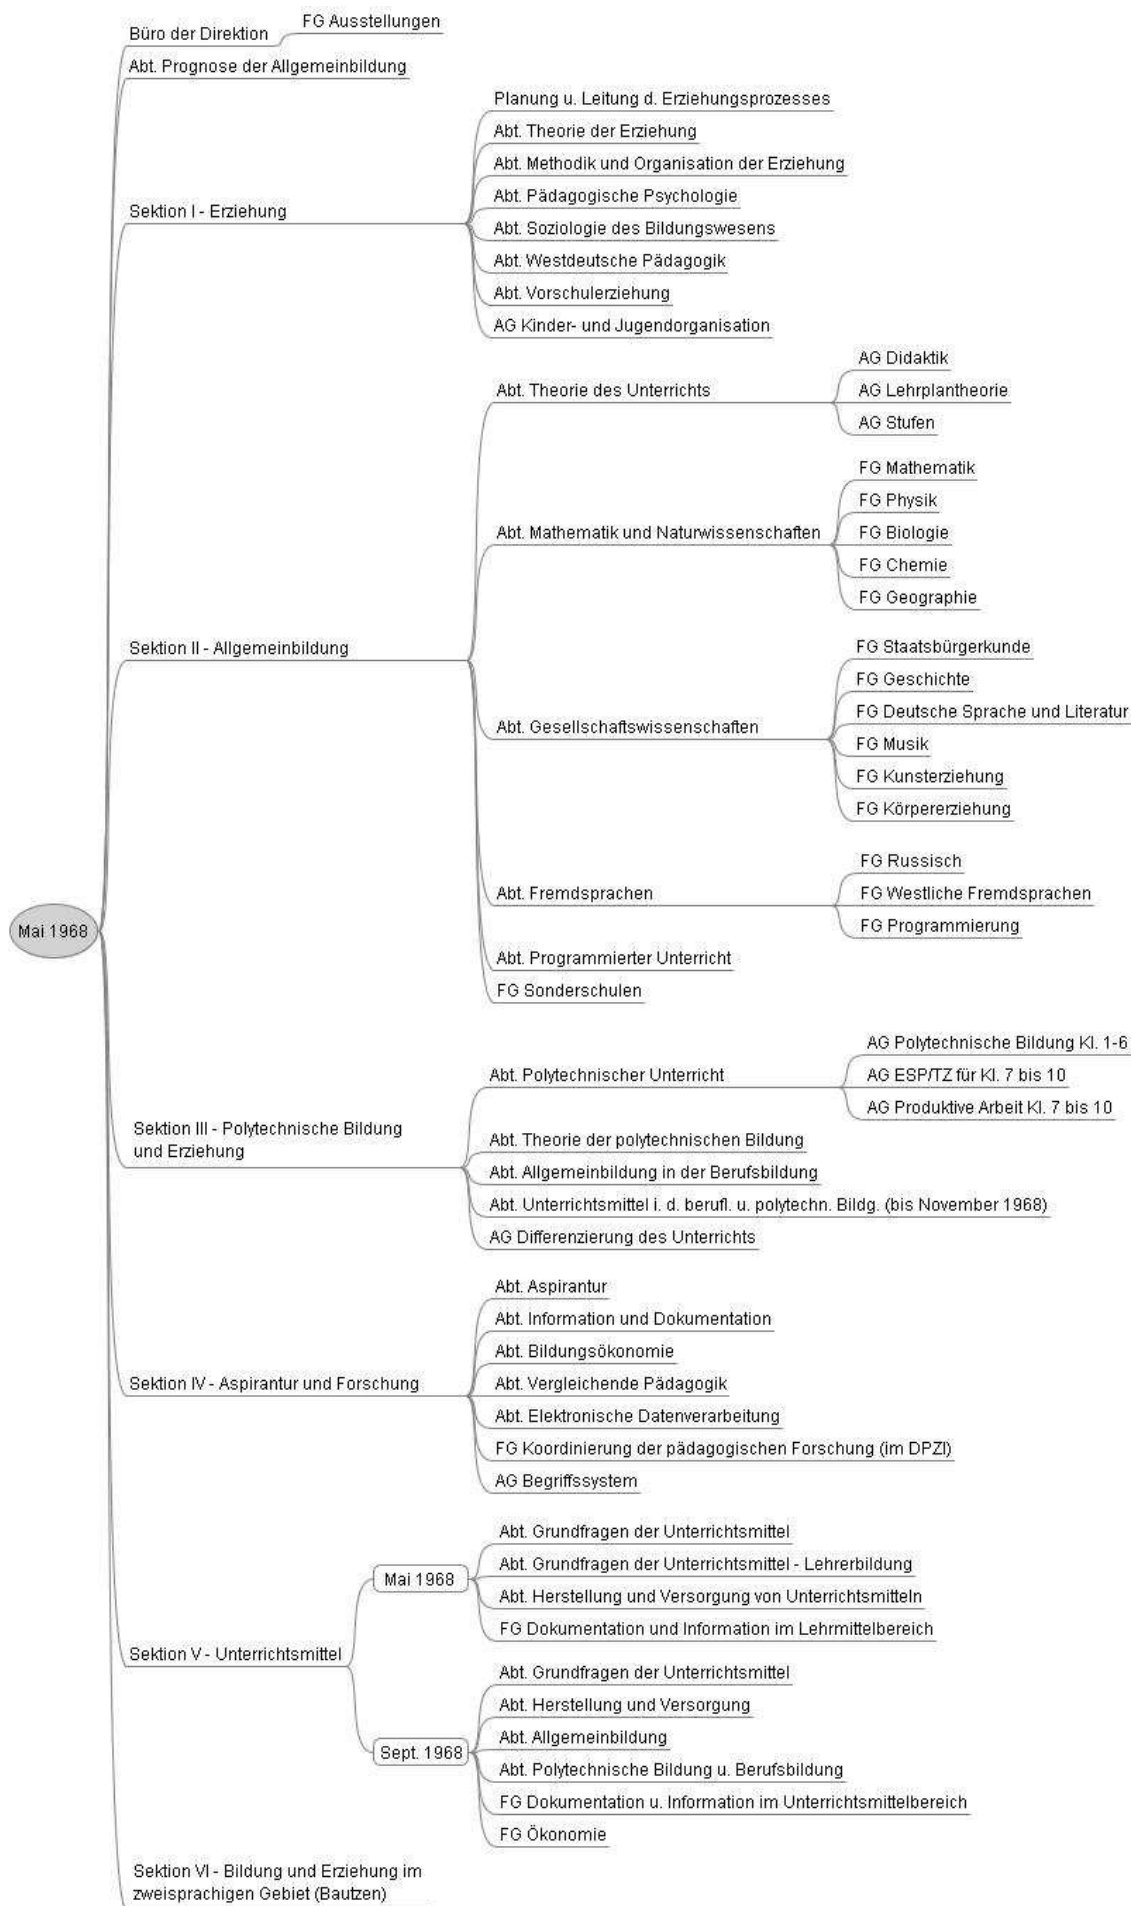 FG Ausstellungen
Büro der Direktion
Abt. Prognose der Allgemeinbildung
Planung u. Leitung d. Erziehungsprozesses
Abt. Theorie der Erziehung
Abt. Methodik und Organisation der Erziehung
Abt. Pädagogische Psychologie
Sektion I - Erziehung
Abt. Soziologie des Bildungswesens
Abt. Westdeutsche Pädagogik
Abt. Vorschulerziehung
AG Kinder- und Jugendorganisation
AG Didaktik
Abt. Theorie des Unterrichts
AG Lehrplantheorie
AG Stufen
FG Mathematik
FG Physik
Abt. Mathematik und Naturwissenschaften
FG Biologie
FG Chemie
FG Geographie
Sektion II - Allgemeinbildung
FG Staatsbürgerkunde
FG Geschichte
FG Deutsche Sprache und Literatur
Abt. Gesellschaftswissenschaften
FG Musik
FG Kunsterziehung
FG Körpererziehung
FG Russisch
Abt. Fremdsprachen
FG Westliche Fremdsprachen
FG Programmierung
Mai 1968
Abt. Programmierter Unterricht
FG Sonderschulen
AG Polytechnische Bildung Kl. 1-6
Abt. Polytechnischer Unterricht
AG ESP/TZ für Kl. 7 bis 10
AG Produktive Arbeit Kl. 7 bis 10
Sektion III - Polytechnische Bildung
und Erziehung
Abt. Theorie der polytechnischen Bildung
Abt. Allgemeinbildung in der Berufsbildung
Abt. Unterrichtsmittel i. d. berufl. u. polytechn. Bildg. (bis November 1968)
AG Differenzierung des Unterrichts
Abt. Aspirantur
Abt. Information und Dokumentation
Abt. Bildungsökonomie
Sektion IV - Aspirantur und Forschung
Abt. Vergleichende Pädagogik
Abt. Elektronische Datenverarbeitung
FG Koordinierung der pädagogischen Forschung (im DPZI)
AG Begriffssystem
Abt. Grundfragen der Unterrichtsmittel
Abt. Grundfragen der Unterrichtsmittel - Lehrerbildung
Mai 1968
Abt. Herstellung und Versorgung von Unterrichtsmitteln
FG Dokumentation und Information im Lehrmittelbereich
Sektion V - Unterrichtsmittel
Abt. Grundfragen der Unterrichtsmittel
Abt. Herstellung und Versorgung
Abt. Allgemeinbildung
Sept. 1968
Abt. Polytechnische Bildung u. Berufsbildung
FG Dokumentation u. Information im Unterrichtsmittelbereich
FG Ökonomie
Sektion VI - Bildung und Erziehung im
zweisprachigen Gebiet (Bautzen)